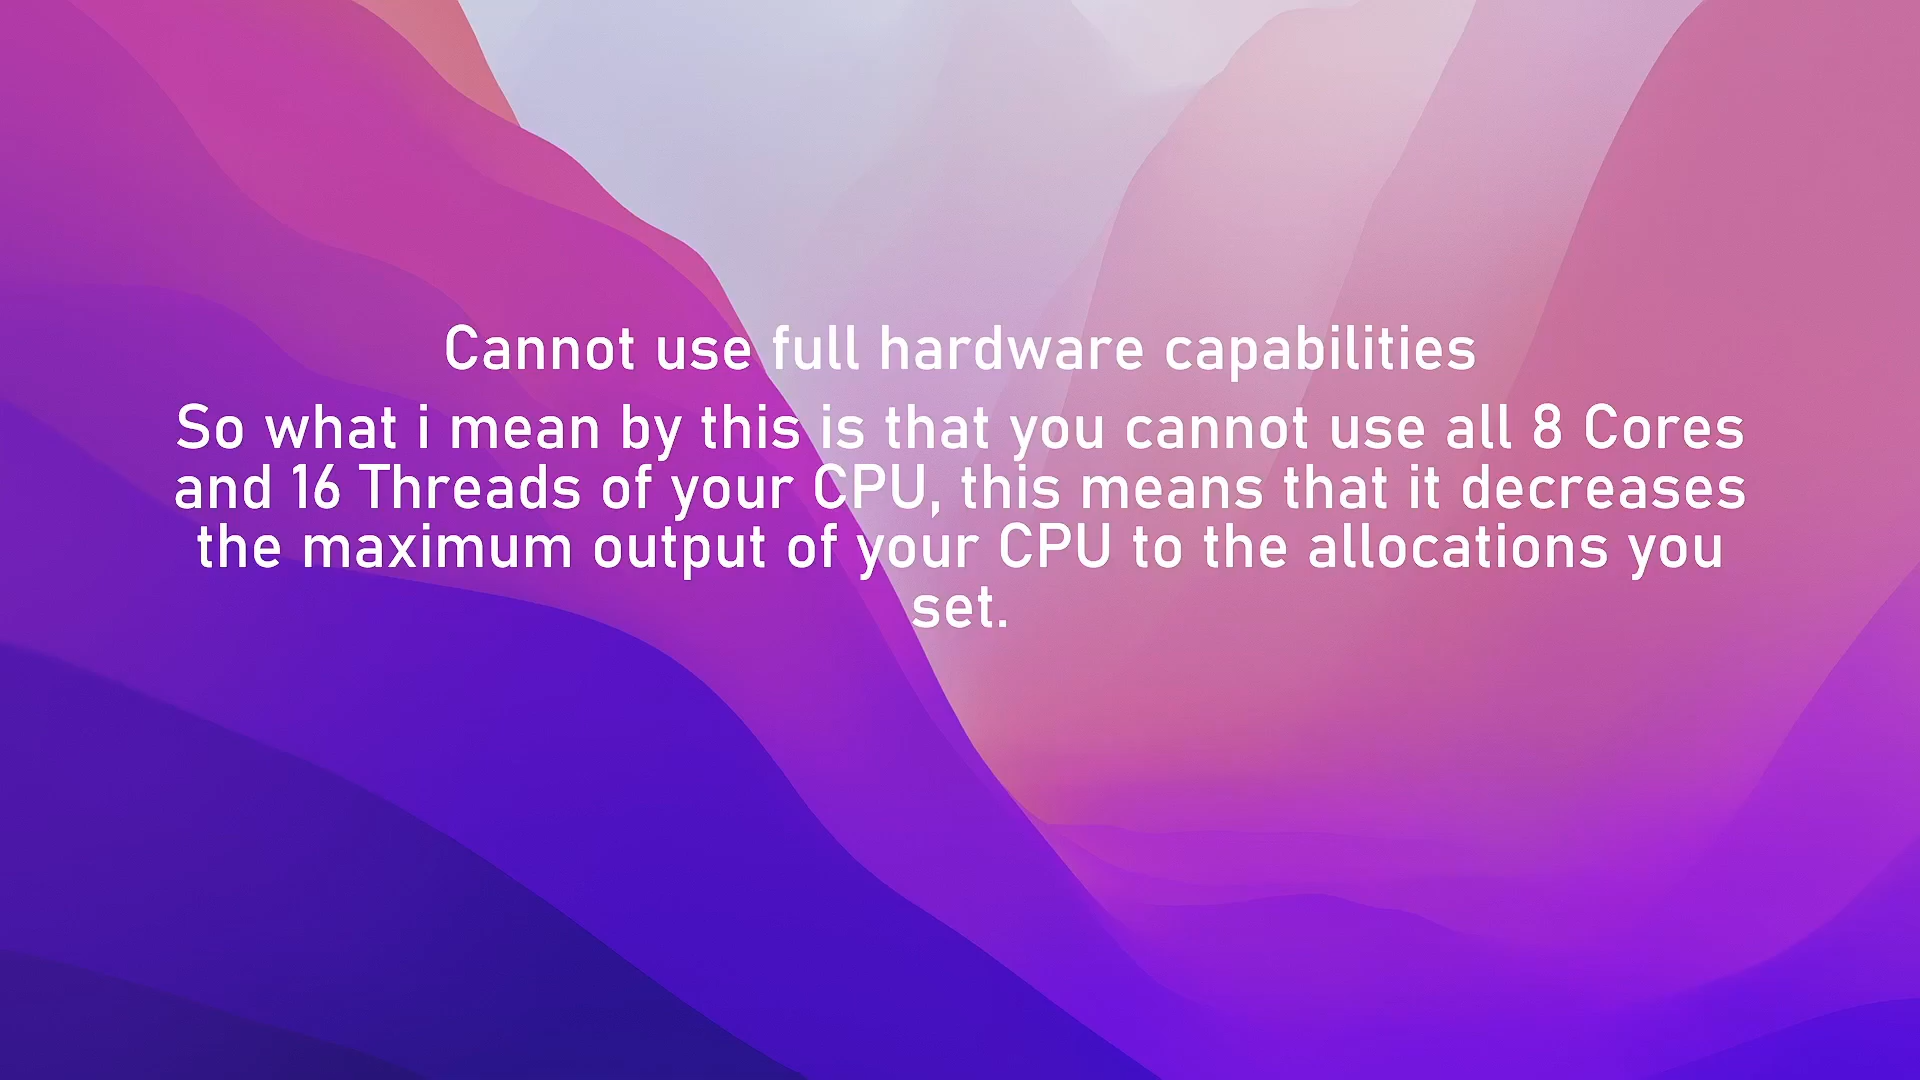 Cannot use full hardware capabilities
So what i mean by this is that you cannot use all 8 Cores
and 16 Threads of your CPU, this means that it decreases
the maximum output of your CPU to the allocations you
set.